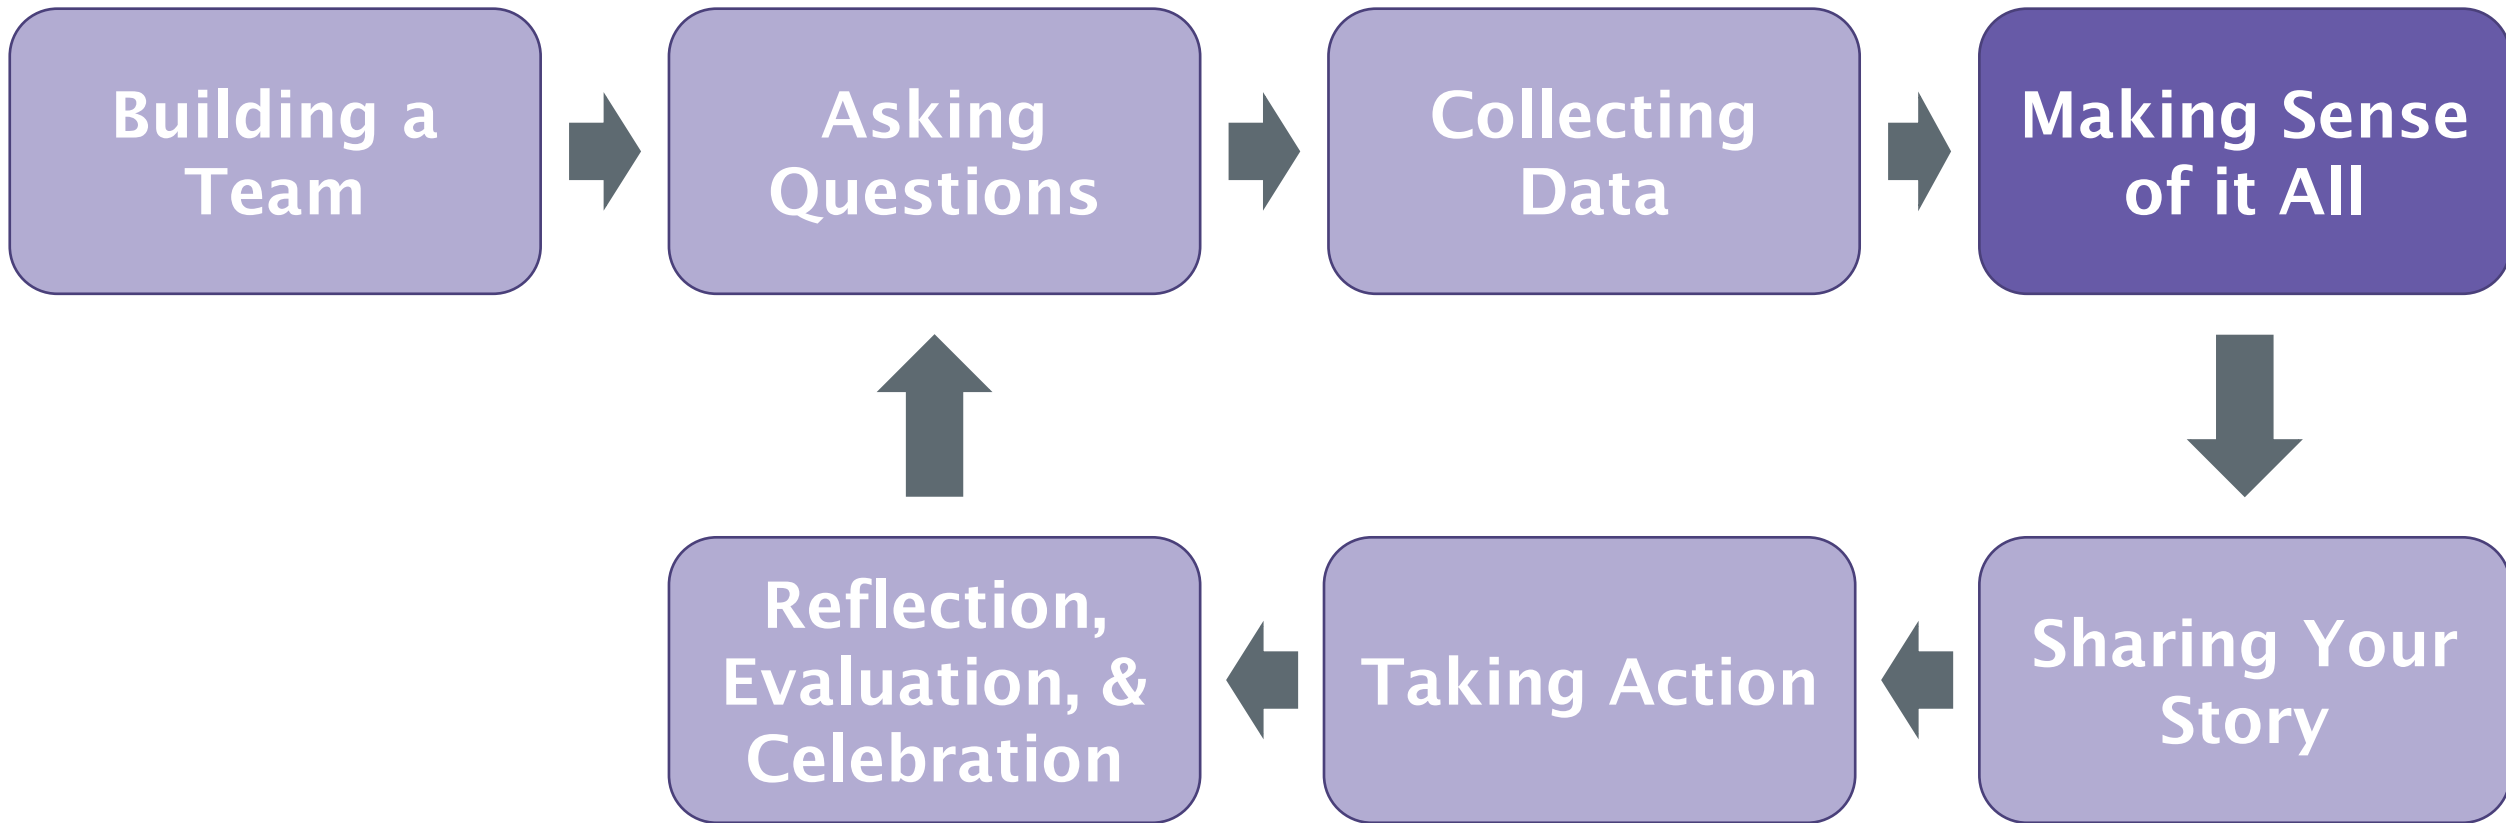 Building a
Team
Asking
Questions
Collecting
Data
Making Sense
of it All
Reflection,
Evaluation, &
Celebration
Taking Action
Sharing Your
Story